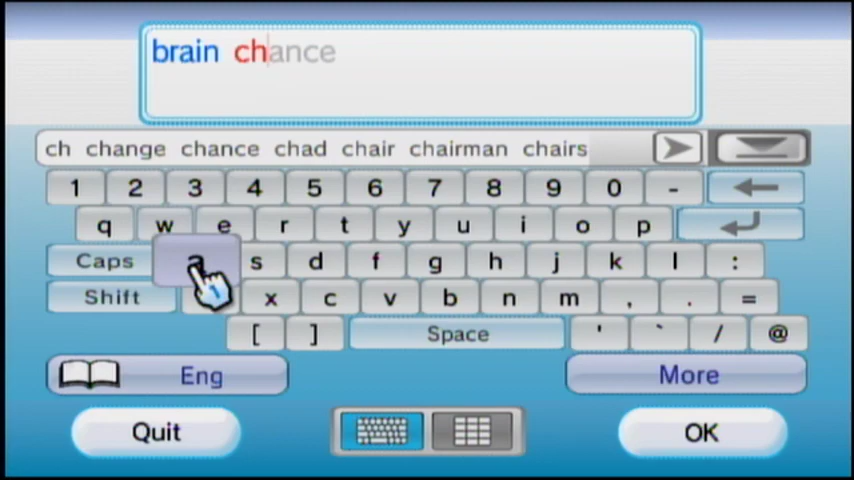 brain chance
ch change chance chad chair chairman chairs
1 2 3 4 5 6 7 8 9 0 -
q w e r t y u i o p
Caps a s d f g h j k l :
Shift x c v b n m , . =
[ ] Space ' ` / @
Eng More
Quit OK